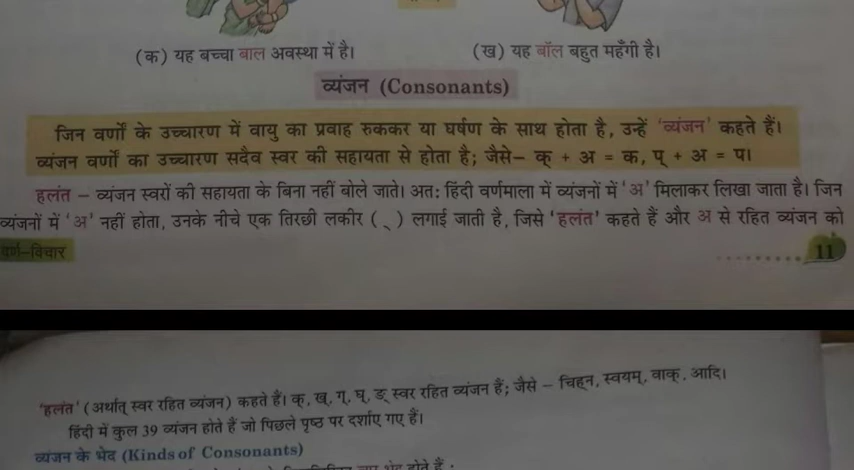 (क) यह बच्चा बाल अवस्था में है।
(ख) यह बॉल बहुत महँगी है।
व्यंजन (Consonants)
जिन वर्णों के उच्चारण में वायु का प्रवाह रुककर या घर्षण के साथ होता है, उन्हें 'व्यंजन' कहते हैं।
व्यंजन वर्णों का उच्चारण सदैव स्वर की सहायता से होता है; जैसे– क् + अ = क, प् + अ = प।
हलंत – व्यंजन स्वरों की सहायता के बिना नहीं बोले जाते। अतः हिंदी वर्णमाला में व्यंजनों में 'अ' मिलाकर लिखा जाता है। जिन
व्यंजनों में 'अ' नहीं होता, उनके नीचे एक तिरछी लकीर ( ् ) लगाई जाती है, जिसे 'हलंत' कहते हैं और अ से रहित व्यंजन को
वर्ण–विचार
11
'हलंत' (अर्थात् स्वर रहित व्यंजन) कहते हैं। क्, ख्, ग्, घ्, ङ् स्वर रहित व्यंजन हैं; जैसे – चिह्न, स्वयम्, वाक्, आदि।
हिंदी में कुल 39 व्यंजन होते हैं जो पिछले पृष्ठ पर दर्शाए गए हैं।
व्यंजन के भेद (Kinds of Consonants)